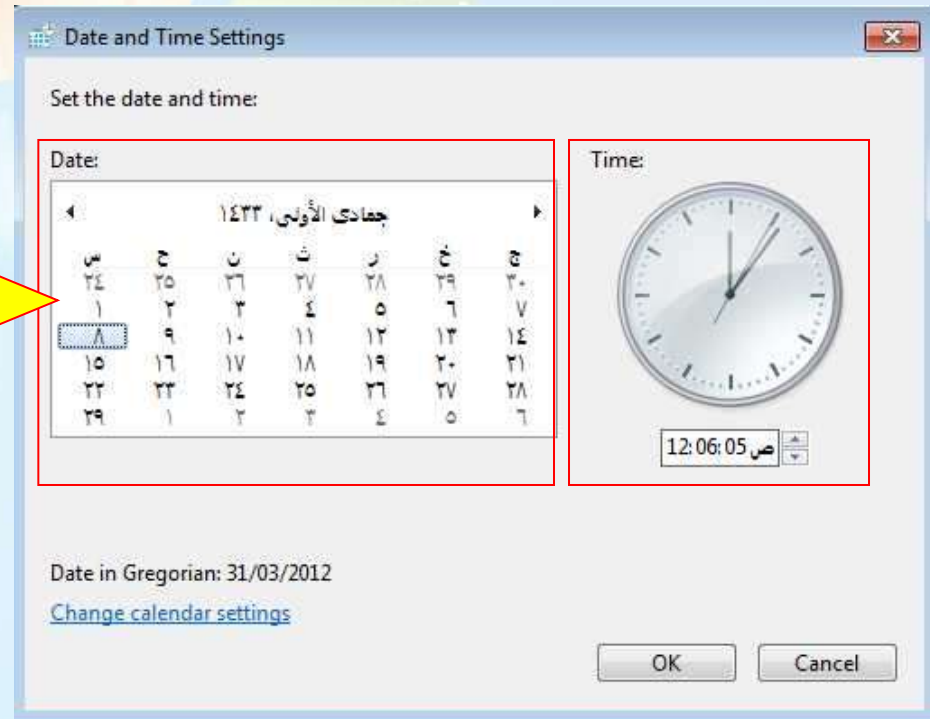 Date and Time Settings
Set the date and time:
Date:
جمادى الأولى، ١٤٣٣
س ح ن ث ر خ ج
٢٤ ٢٥ ٢٦ ٢٧ ٢٨ ٢٩ ٣٠
١ ٢ ٣ ٤ ٥ ٦ ٧
٨ ٩ ١٠ ١١ ١٢ ١٣ ١٤
١٥ ١٦ ١٧ ١٨ ١٩ ٢٠ ٢١
٢٢ ٢٣ ٢٤ ٢٥ ٢٦ ٢٧ ٢٨
٢٩ ١ ٢ ٣ ٤ ٥ ٦
Time:
12:06:05 ص
Date in Gregorian: 31/03/2012
Change calendar settings
OK
Cancel